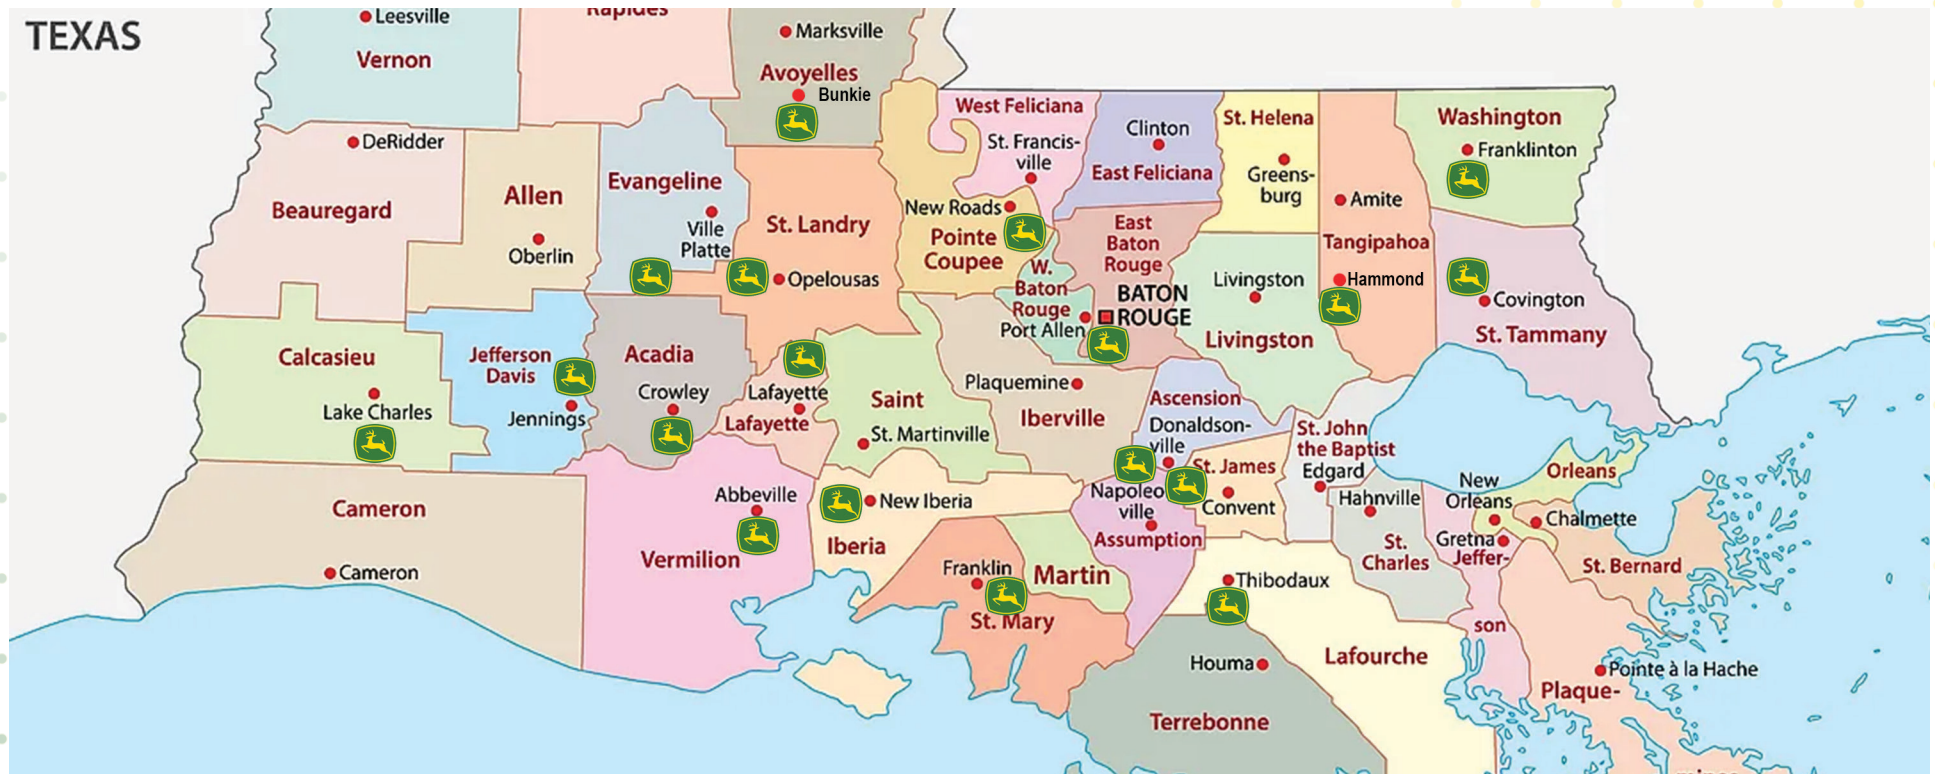 TEXAS
Leesville
Vernon
Rapides
Marksville
Avoyelles
Bunkie
DeRidder
Beauregard
Allen
Oberlin
Evangeline
Ville
Platte
St. Landry
Opelousas
West Feliciana
St. Francis-
ville
New Roads
Pointe
Coupee
Clinton
East Feliciana
St. Helena
Greens-
burg
Amite
Tangipahoa
Hammond
Washington
Franklinton
East
Baton
Rouge
W.
Baton
Rouge
Port Allen
BATON
ROUGE
Livingston
Livingston
Covington
St. Tammany
Calcasieu
Lake Charles
Jefferson
Davis
Jennings
Acadia
Crowley
Lafayette
Lafayette
Saint
St. Martinville
Plaquemine
Iberville
Ascension
Donaldson-
ville
St. James
Convent
St. John
the Baptist
Edgard
Hahnville
St.
Charles
New
Orleans
Orleans
Chalmette
Gretna
Jeffer-
son
St. Bernard
Cameron
Cameron
Abbeville
Vermilion
New Iberia
Iberia
Franklin
St. Mary
Martin
Napoleo
ville
Assumption
Thibodaux
Lafourche
Houma
Terrebonne
Pointe à la Hache
Plaque-
mines